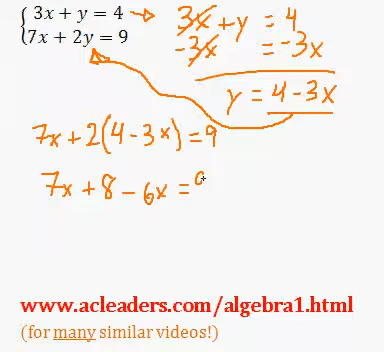 3x + y = 4
7x + 2y = 9
3x + y = 4
-3x = -3x
y = 4 - 3x
7x + 2(4 - 3x) = 9
7x + 8 - 6x =
www.acleaders.com/algebra1.html
(for many similar videos!)